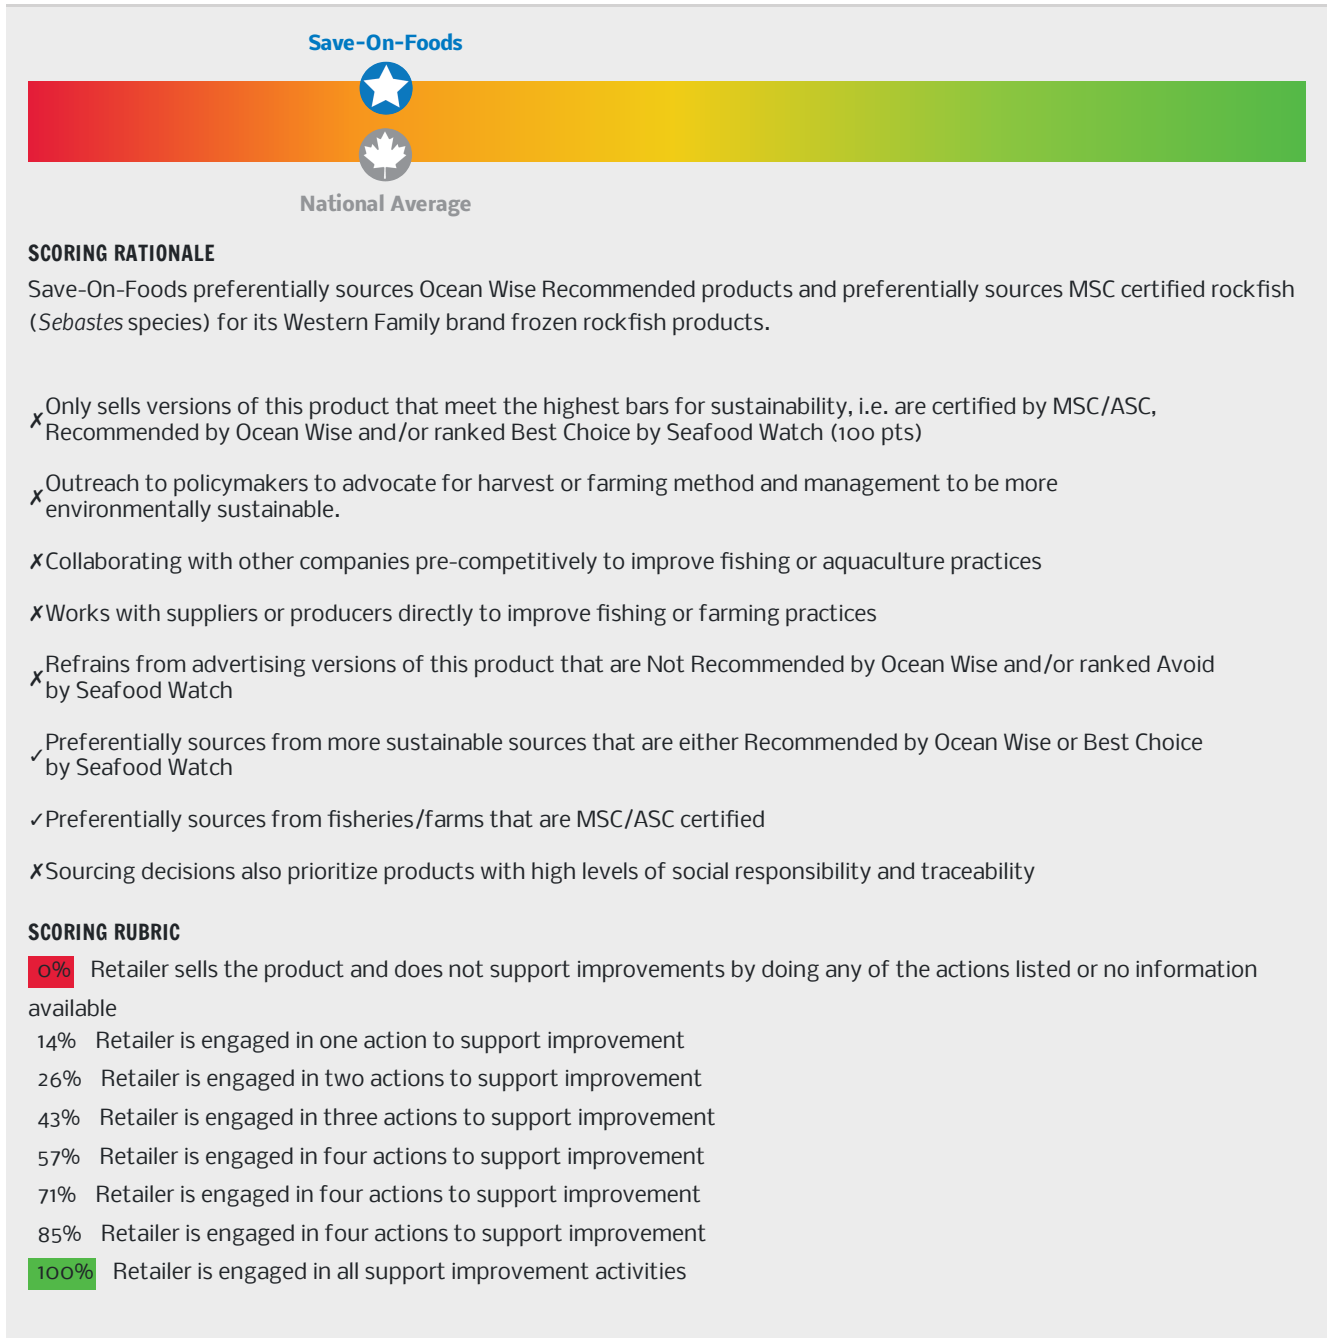 Save-On-Foods
National Average
SCORING RATIONALE
Save-On-Foods preferentially sources Ocean Wise Recommended products and preferentially sources MSC certified rockfish
(Sebastes species) for its Western Family brand frozen rockfish products.
✗Only sells versions of this product that meet the highest bars for sustainability, i.e. are certified by MSC/ASC,
Recommended by Ocean Wise and/or ranked Best Choice by Seafood Watch (100 pts)
✗Outreach to policymakers to advocate for harvest or farming method and management to be more
environmentally sustainable.
✗Collaborating with other companies pre-competitively to improve fishing or aquaculture practices
✗Works with suppliers or producers directly to improve fishing or farming practices
✗Refrains from advertising versions of this product that are Not Recommended by Ocean Wise and/or ranked Avoid
by Seafood Watch
✓Preferentially sources from more sustainable sources that are either Recommended by Ocean Wise or Best Choice
by Seafood Watch
✓Preferentially sources from fisheries/farms that are MSC/ASC certified
✗Sourcing decisions also prioritize products with high levels of social responsibility and traceability
SCORING RUBRIC
0% Retailer sells the product and does not support improvements by doing any of the actions listed or no information
available
14% Retailer is engaged in one action to support improvement
26% Retailer is engaged in two actions to support improvement
43% Retailer is engaged in three actions to support improvement
57% Retailer is engaged in four actions to support improvement
71% Retailer is engaged in four actions to support improvement
85% Retailer is engaged in four actions to support improvement
100% Retailer is engaged in all support improvement activities